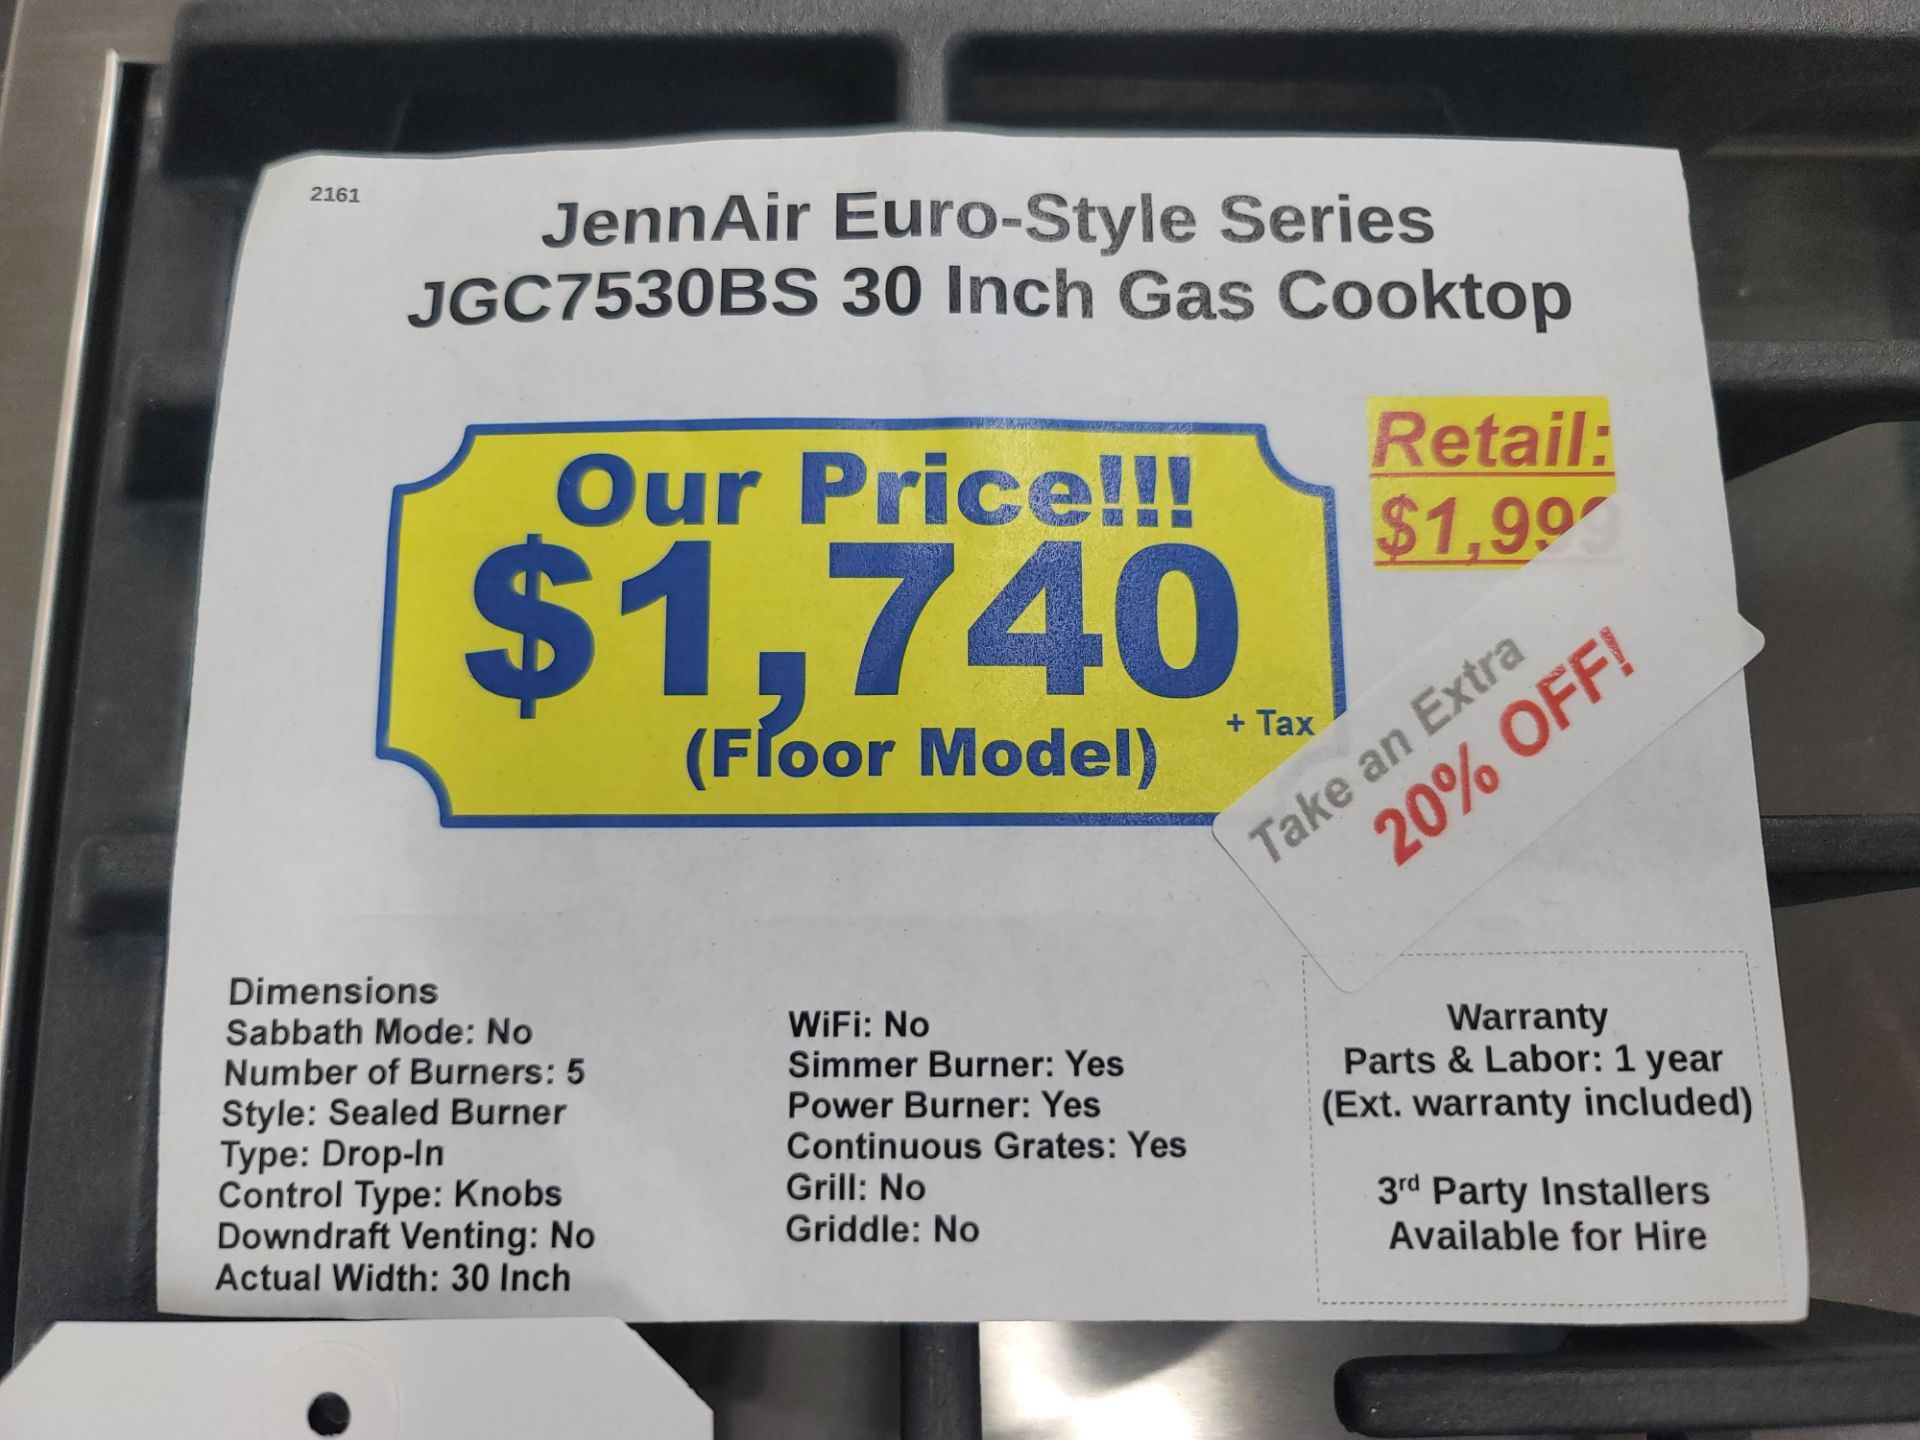 2161
JennAir Euro-Style Series
JGC7530BS 30 Inch Gas Cooktop
Our Price!!!
$1,740
(Floor Model)
+ Tax
Retail:
$1,999
Take an Extra
20% OFF!
Dimensions
Sabbath Mode: No
Number of Burners: 5
Style: Sealed Burner
Type: Drop-In
Control Type: Knobs
Downdraft Venting: No
Actual Width: 30 Inch
WiFi: No
Simmer Burner: Yes
Power Burner: Yes
Continuous Grates: Yes
Grill: No
Griddle: No
Warranty
Parts & Labor: 1 year
(Ext. warranty included)
3rd Party Installers
Available for Hire